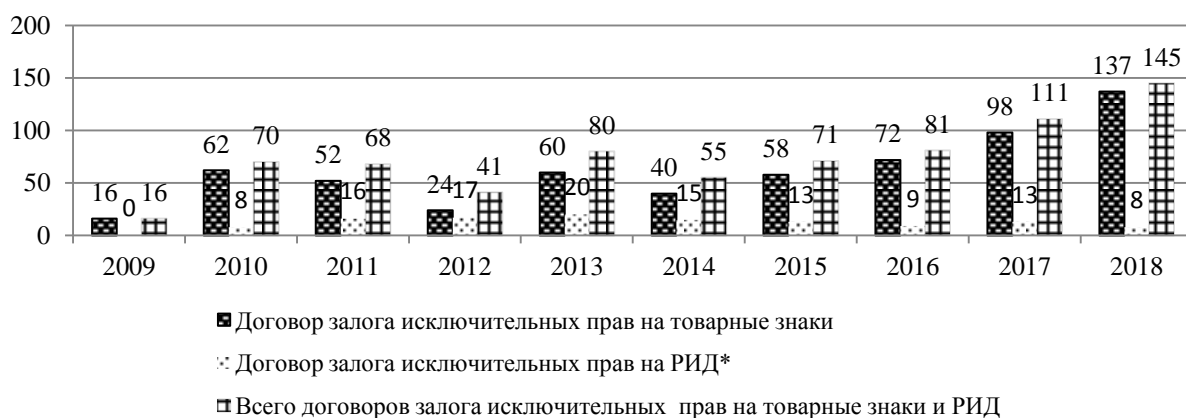 200
150
100
50
0
16 0 16
62 8 70
52 16 68
24 17 41
60 20 80
40 15 55
58 13 71
72 9 81
98 13 111
137 8 145
2009 2010 2011 2012 2013 2014 2015 2016 2017 2018
Договор залога исключительных прав на товарные знаки
Договор залога исключительных прав на РИД*
Всего договоров залога исключительных прав на товарные знаки и РИД